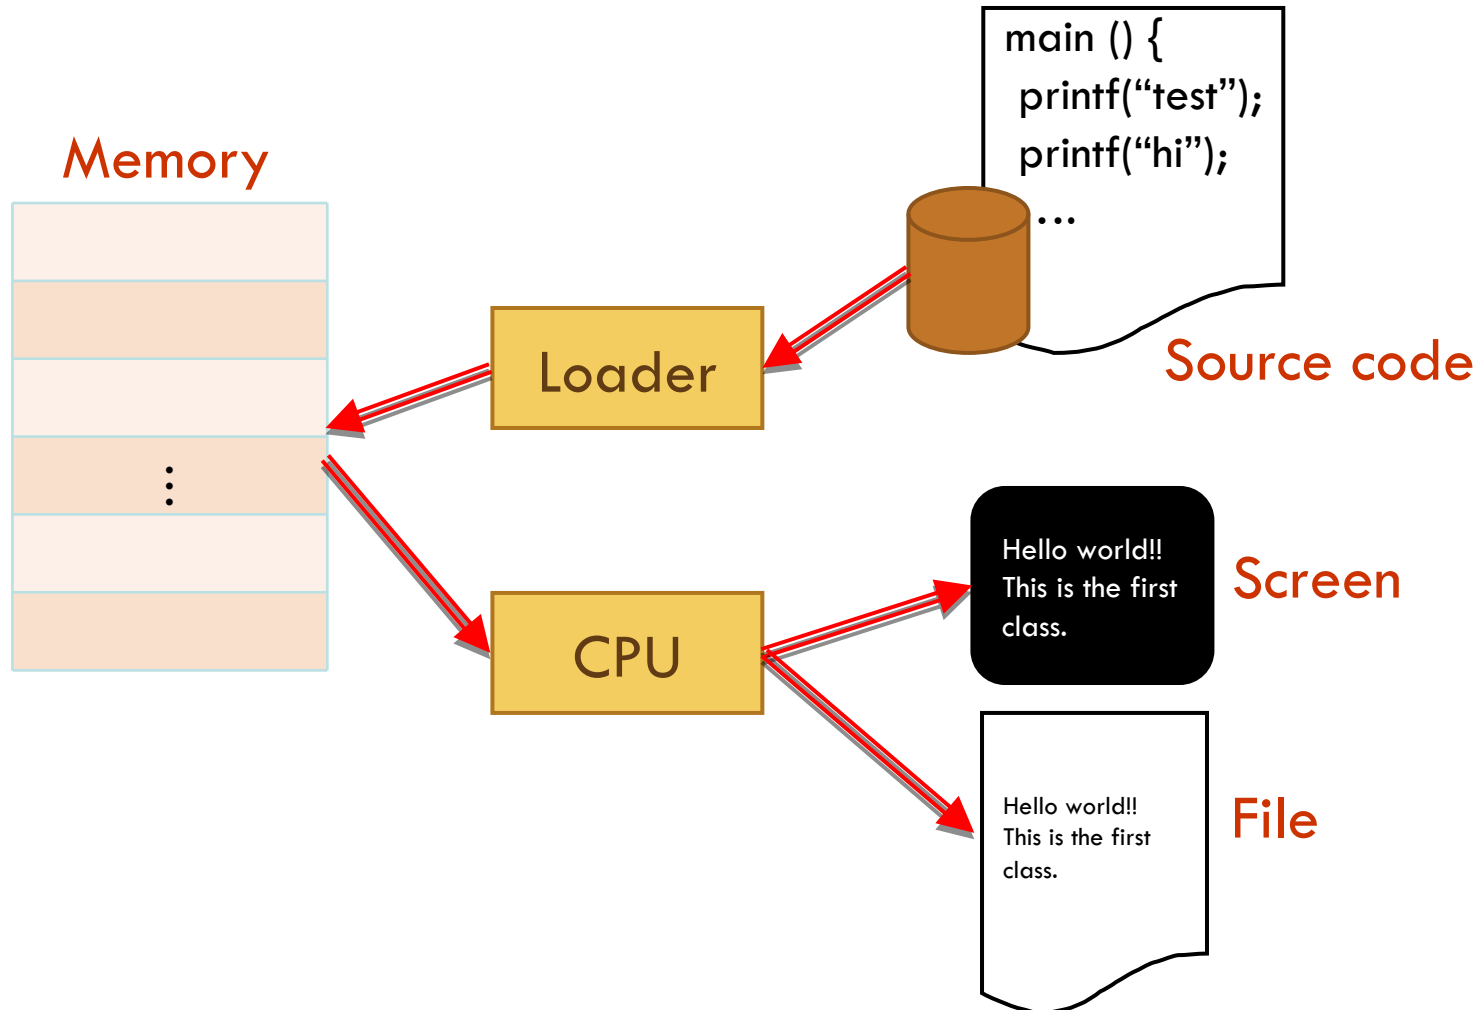 main () {
printf(“test”);
printf(“hi”);
...
Memory
Loader
Source code
⋮
Hello world!!
This is the first
class.
Screen
CPU
Hello world!!
This is the first
class.
File